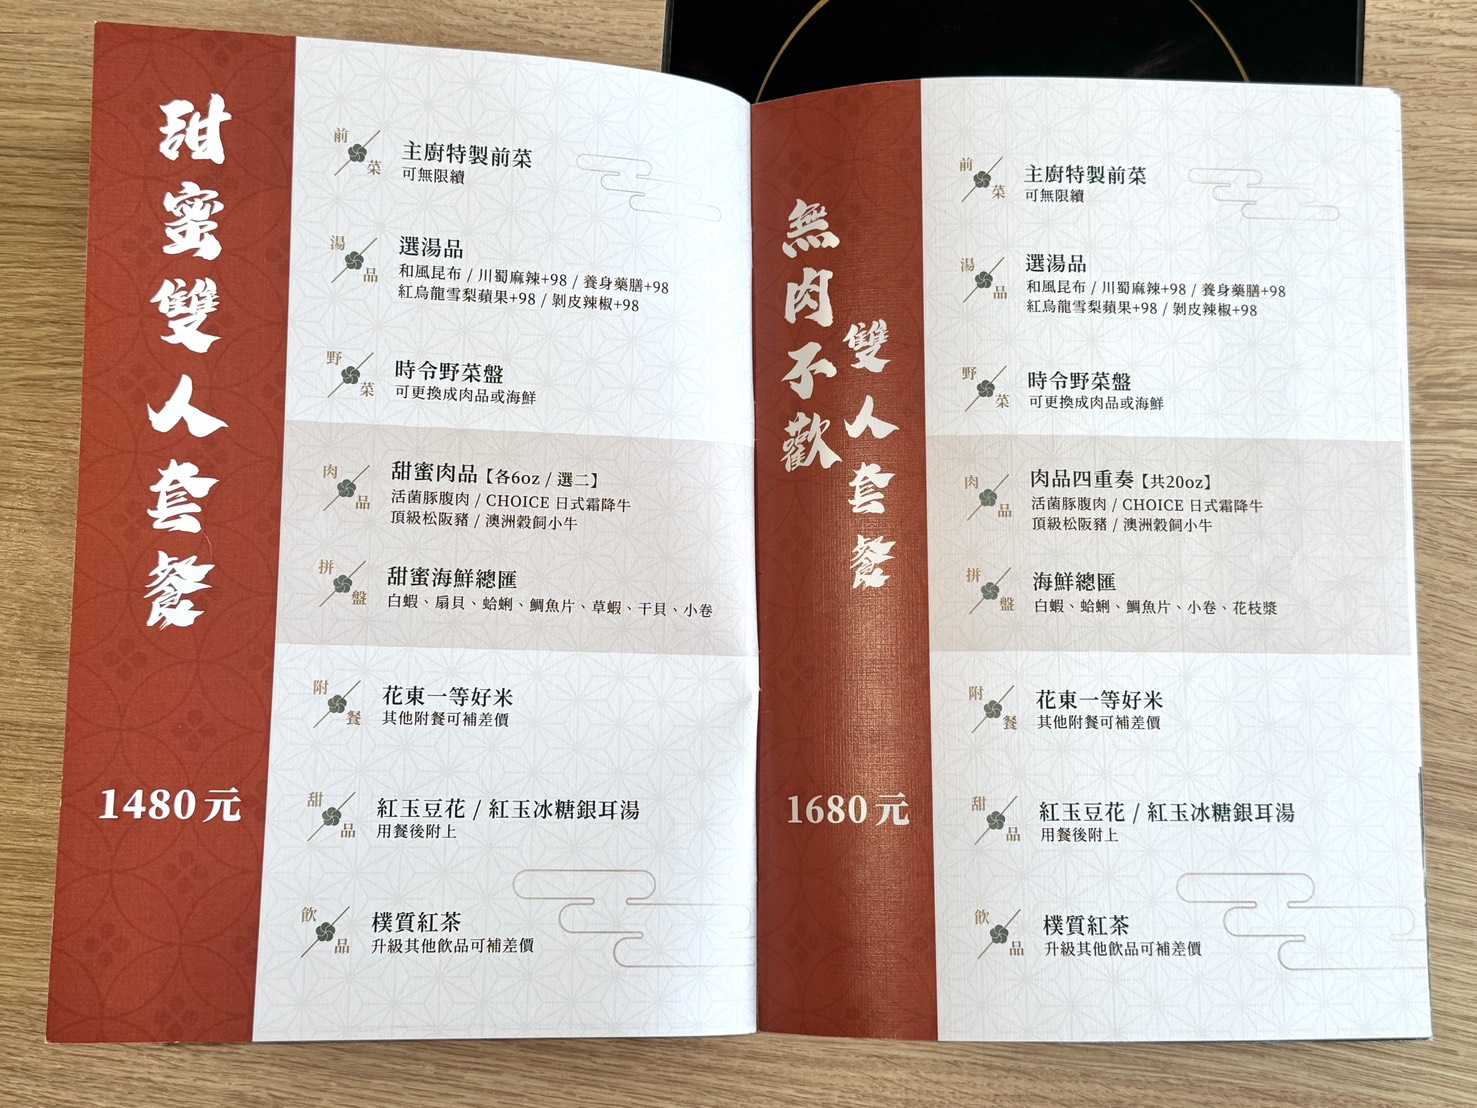 甜蜜雙人套餐
1480元
前菜
主廚特製前菜
可無限續
湯品
選湯品
和風昆布 / 川蜀麻辣+98 / 養身藥膳+98
紅烏龍雪梨蘋果+98 / 剝皮辣椒+98
野菜
時令野菜盤
可更換成肉品或海鮮
肉品
甜蜜肉品【各6oz / 選二】
活菌豚腹肉 / CHOICE 日式霜降牛
頂級松阪豬 / 澳洲穀飼小牛
拼盤
甜蜜海鮮總匯
白蝦、扇貝、蛤蜊、鯛魚片、草蝦、干貝、小卷
附餐
花東一等好米
其他附餐可補差價
甜品
紅玉豆花 / 紅玉冰糖銀耳湯
用餐後附上
飲品
樸質紅茶
升級其他飲品可補差價
無肉不歡
雙人套餐
1680元
前菜
主廚特製前菜
可無限續
湯品
選湯品
和風昆布 / 川蜀麻辣+98 / 養身藥膳+98
紅烏龍雪梨蘋果+98 / 剝皮辣椒+98
野菜
時令野菜盤
可更換成肉品或海鮮
肉品
肉品四重奏【共20oz】
活菌豚腹肉 / CHOICE 日式霜降牛
頂級松阪豬 / 澳洲穀飼小牛
拼盤
海鮮總匯
白蝦、蛤蜊、鯛魚片、小卷、花枝漿
附餐
花東一等好米
其他附餐可補差價
甜品
紅玉豆花 / 紅玉冰糖銀耳湯
用餐後附上
飲品
樸質紅茶
升級其他飲品可補差價